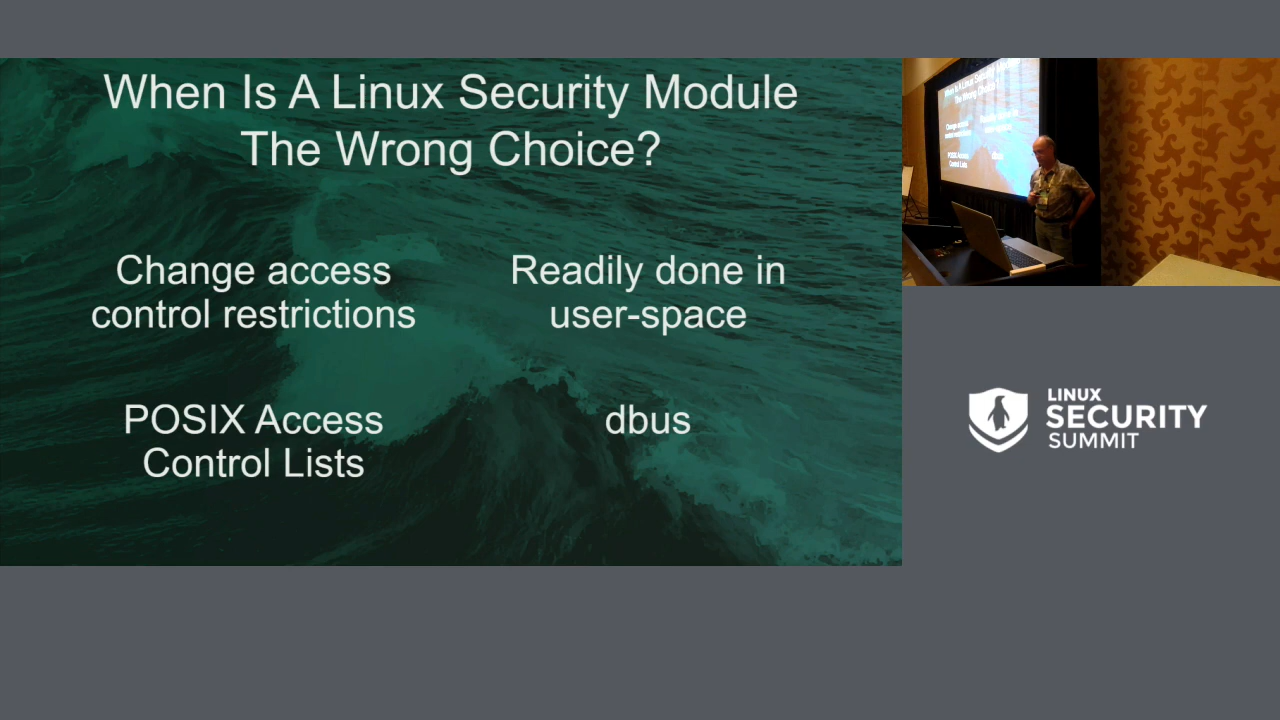 When Is A Linux Security Module
The Wrong Choice?
Change access
control restrictions
Readily done in
user-space
POSIX Access
Control Lists
dbus
LINUX
SECURITY
SUMMIT